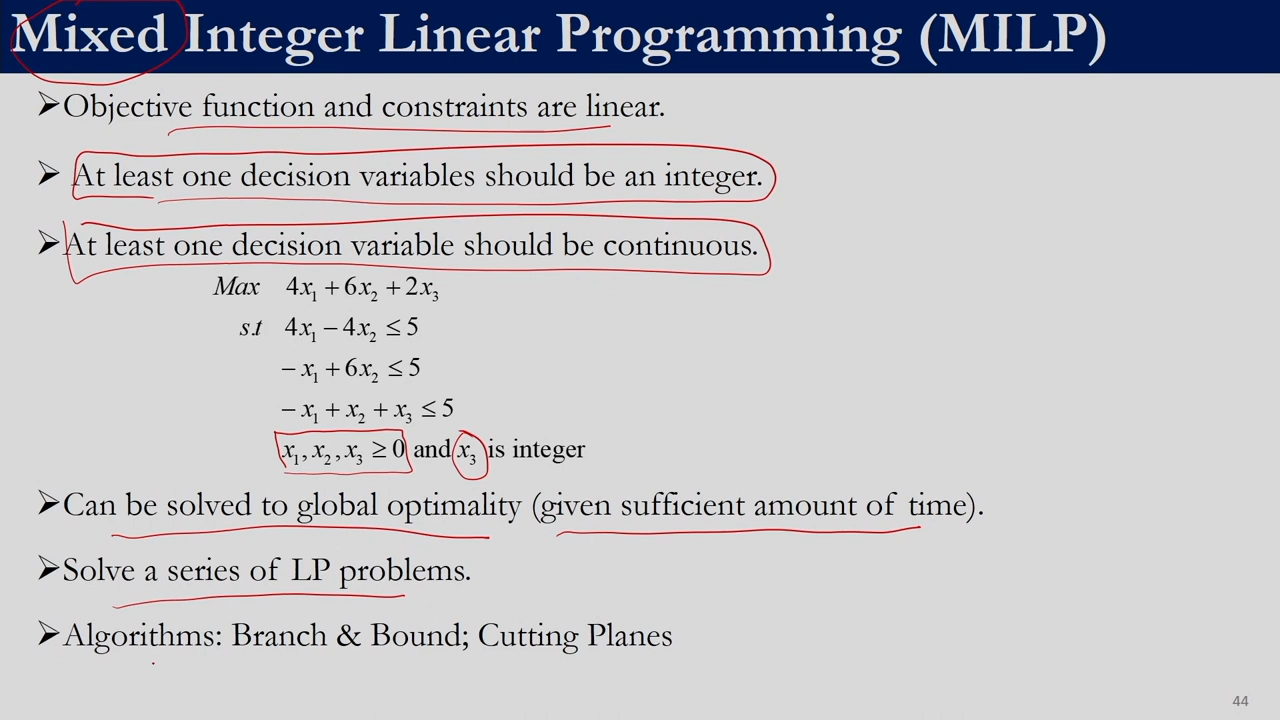 Mixed Integer Linear Programming (MILP)
➢Objective function and constraints are linear.
➢ At least one decision variables should be an integer.
➢At least one decision variable should be continuous.
Max 4x₁ + 6x₂ + 2x₃
s.t 4x₁ − 4x₂ ≤ 5
− x₁ + 6x₂ ≤ 5
− x₁ + x₂ + x₃ ≤ 5
x₁, x₂, x₃ ≥ 0 and x₃ is integer
➢Can be solved to global optimality (given sufficient amount of time).
➢Solve a series of LP problems.
➢Algorithms: Branch & Bound; Cutting Planes
44